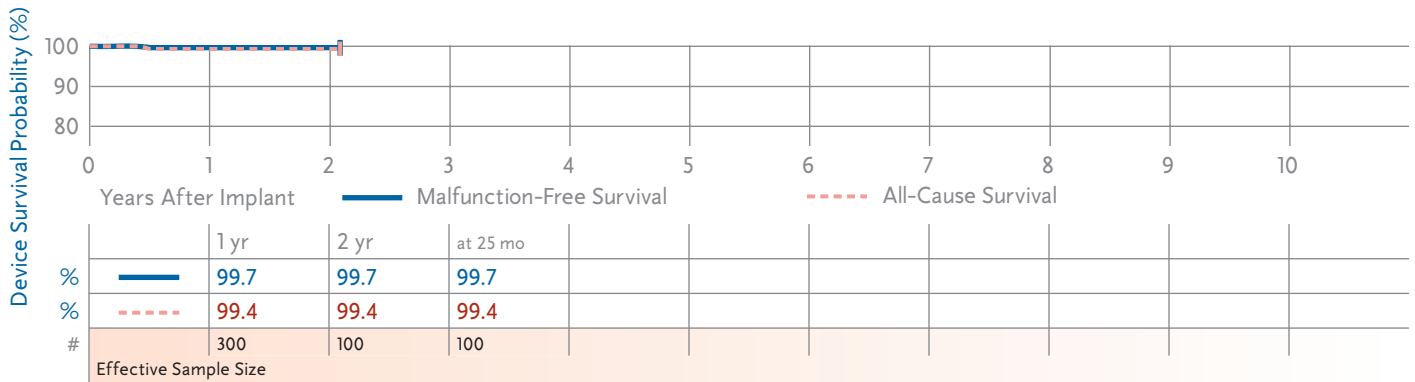 Device Survival Probability (%)
100
90
80
0 1 2 3 4 5 6 7 8 9 10
Years After Implant Malfunction-Free Survival All-Cause Survival
1 yr 2 yr at 25 mo
% 99.7 99.7 99.7
% 99.4 99.4 99.4
# 300 100 100
Effective Sample Size